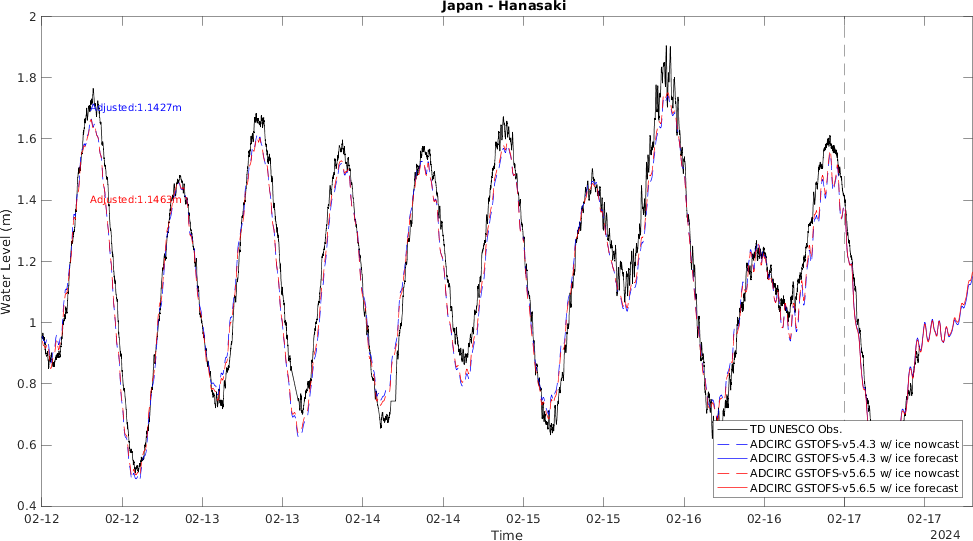 Japan - Hanasaki
2
1.8
1.6
1.4
1.2
1
0.8
0.6
0.4
Water Level (m)
Adjusted:1.1427m
Adjusted:1.1463m
TD UNESCO Obs.
ADCIRC GSTOFS-v5.4.3 w/ ice nowcast
ADCIRC GSTOFS-v5.4.3 w/ ice forecast
ADCIRC GSTOFS-v5.6.5 w/ ice nowcast
ADCIRC GSTOFS-v5.6.5 w/ ice forecast
02-12 02-12 02-13 02-13 02-14 02-14 02-15 02-15 02-16 02-16 02-17 02-17
Time
2024